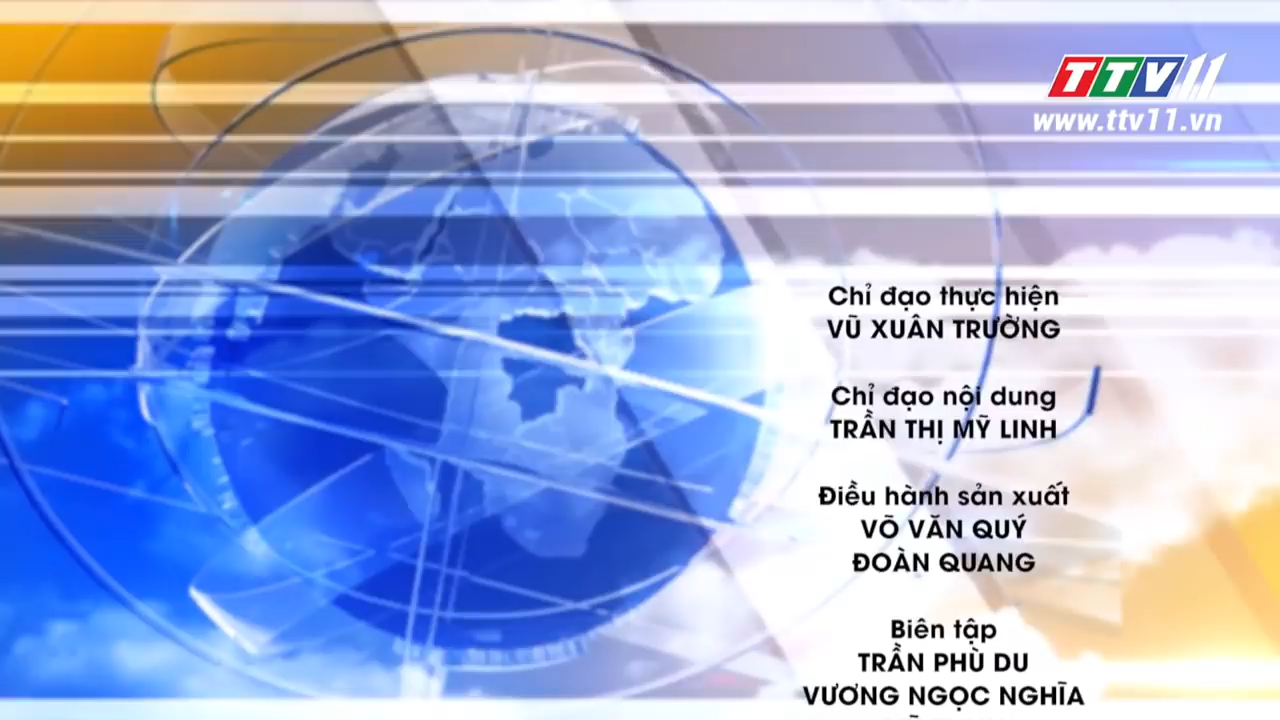 TTV11
www.ttv11.vn
Chỉ đạo thực hiện
VŨ XUÂN TRƯỜNG
Chỉ đạo nội dung
TRẦN THỊ MỸ LINH
Điều hành sản xuất
VÕ VĂN QUÝ
ĐOÀN QUANG
Biên tập
TRẦN PHÙ DU
VƯƠNG NGỌC NGHĨA